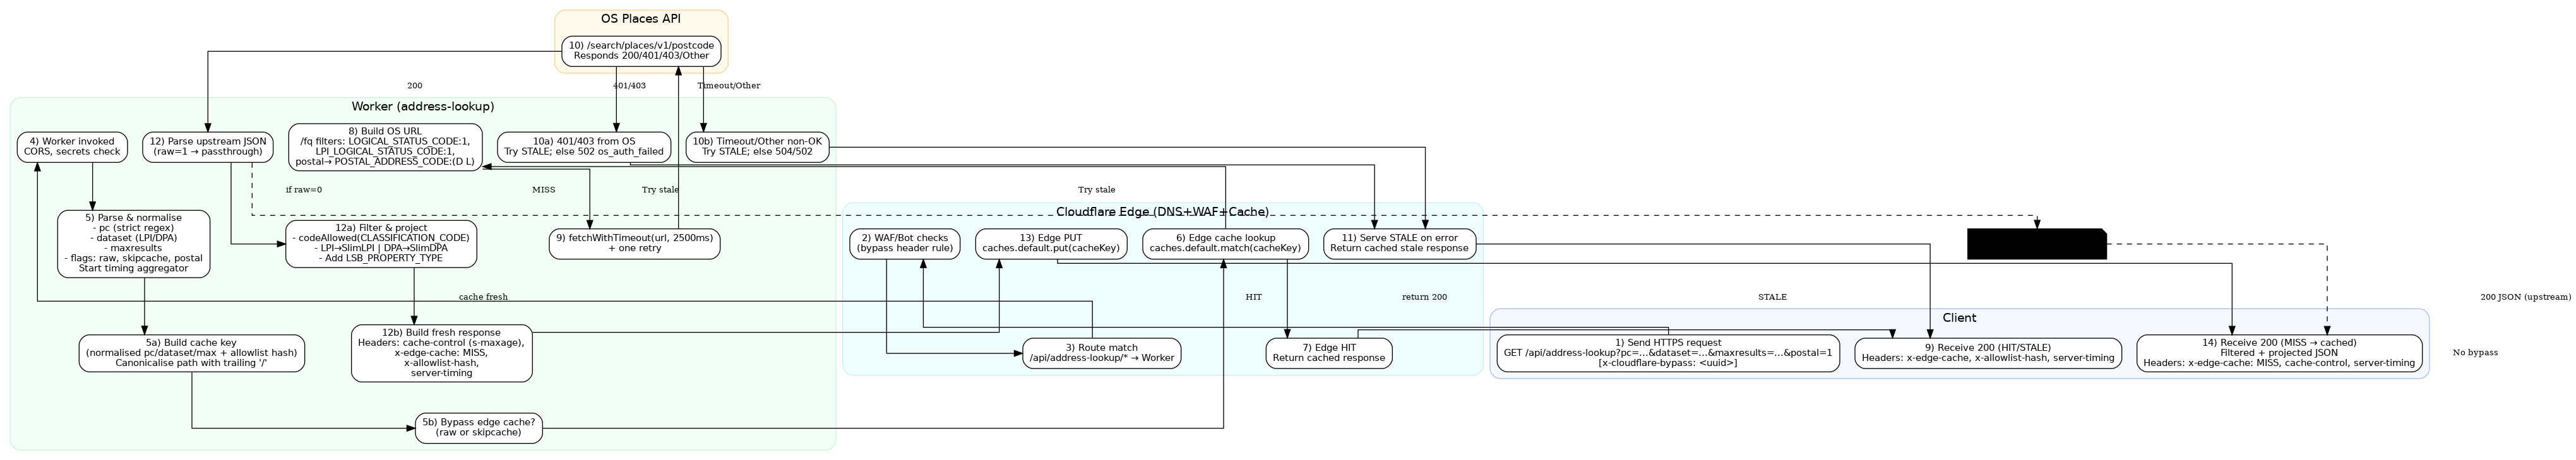 OS Places API
10) /search/places/v1/postcode
Responds 200/401/403/Other
200
401/403
Timeout/Other
Worker (address-lookup)
4) Worker invoked
CORS, secrets check
12) Parse upstream JSON
(raw=1 → passthrough)
8) Build OS URL
/fq filters: LOGICAL_STATUS_CODE:1,
LPI_LOGICAL_STATUS_CODE:1,
postal→ POSTAL_ADDRESS_CODE:(D L)
10a) 401/403 from OS
Try STALE; else 502 os_auth_failed
10b) Timeout/Other non-OK
Try STALE; else 504/502
if raw=0
MISS
Try stale
Try stale
5) Parse & normalise
- pc (strict regex)
- dataset (LPI/DPA)
- maxresults
- flags: raw, skipcache, postal
Start timing aggregator
12a) Filter & project
- codeAllowed(CLASSIFICATION_CODE)
- LPI→SlimLPI | DPA→SlimDPA
- Add LSB_PROPERTY_TYPE
9) fetchWithTimeout(url, 2500ms)
+ one retry
Cloudflare Edge (DNS+WAF+Cache)
2) WAF/Bot checks
(bypass header rule)
13) Edge PUT
caches.default.put(cacheKey)
6) Edge cache lookup
caches.default.match(cacheKey)
11) Serve STALE on error
Return cached stale response
cache fresh
HIT
return 200
STALE
200 JSON (upstream)
5a) Build cache key
(normalised pc/dataset/max + allowlist hash)
Canonicalise path with trailing '/'
12b) Build fresh response
Headers: cache-control (s-maxage),
x-edge-cache: MISS,
x-allowlist-hash,
server-timing
3) Route match
/api/address-lookup/* → Worker
7) Edge HIT
Return cached response
Client
1) Send HTTPS request
GET /api/address-lookup?pc=…&dataset=…&maxresults=…&postal=1
[x-cloudflare-bypass: <uuid>]
9) Receive 200 (HIT/STALE)
Headers: x-edge-cache, x-allowlist-hash, server-timing
14) Receive 200 (MISS → cached)
Filtered + projected JSON
Headers: x-edge-cache: MISS, cache-control, server-timing
No bypass
5b) Bypass edge cache?
(raw or skipcache)